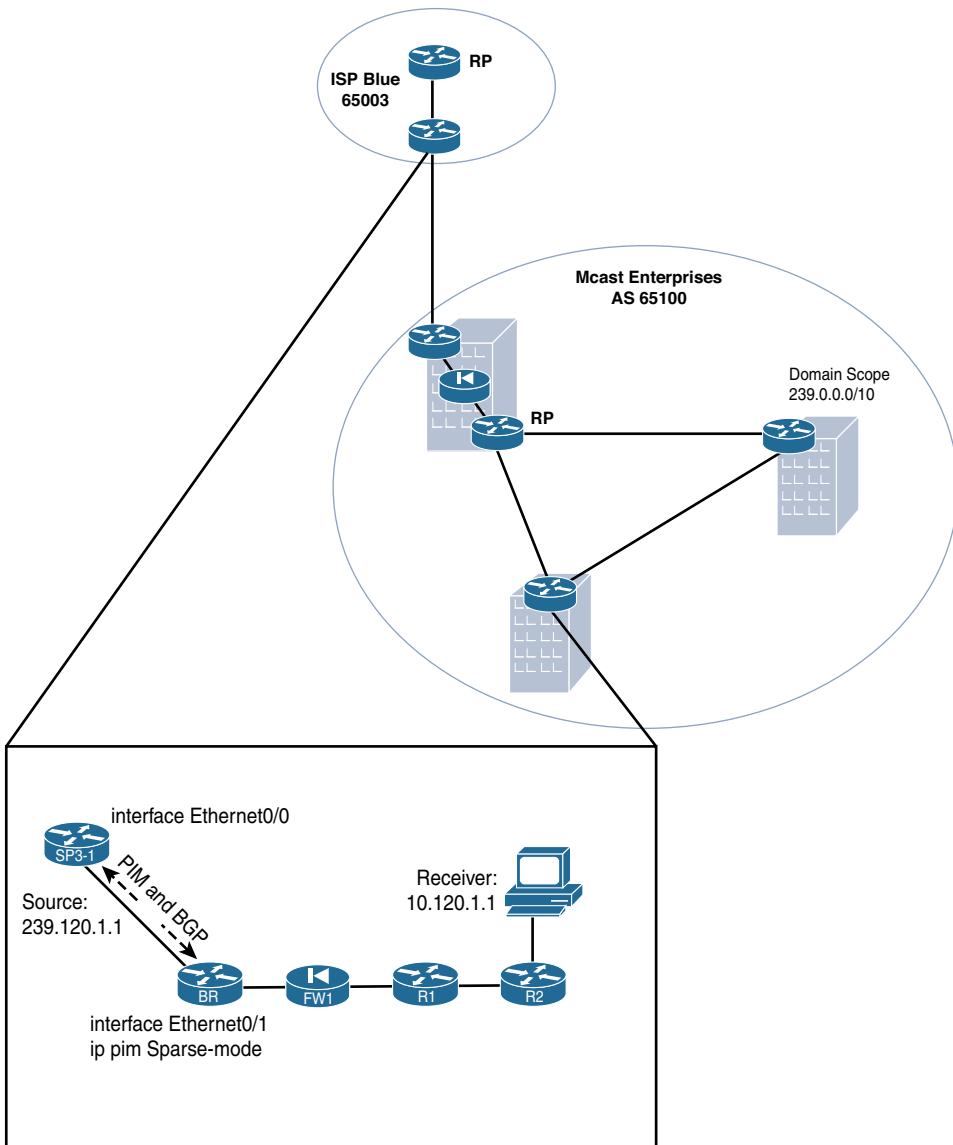 RP
ISP Blue
65003
Mcast Enterprises
AS 65100
Domain Scope
239.0.0.0/10
RP
interface Ethernet0/0
SP3-1
PIM and BGP
Source:
239.120.1.1
Receiver:
10.120.1.1
BR
FW1
R1
R2
interface Ethernet0/1
ip pim Sparse-mode